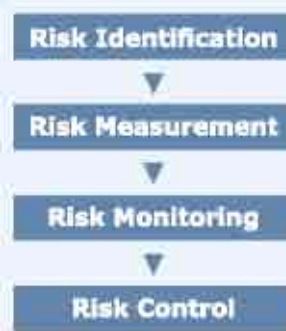 Risk Identification
Risk Measurement
Risk Monitoring
Risk Control